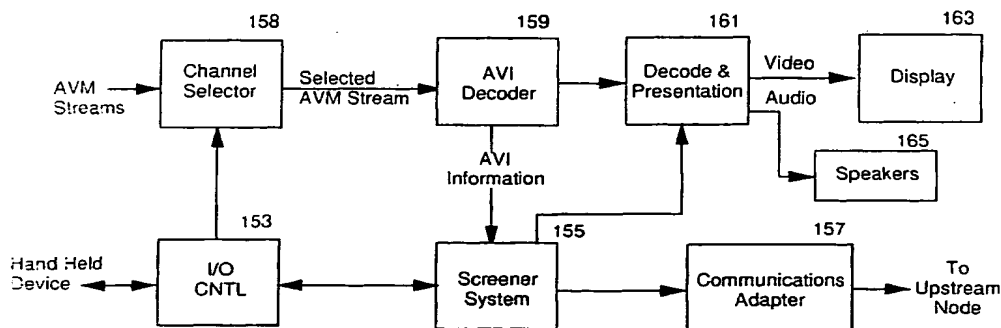 158
159
161
163
AVM
Streams
Channel
Selector
Selected
AVM Stream
AVI
Decoder
Decode &
Presentation
Video
Audio
Display
165
Speakers
AVI
Information
153
155
157
Hand Held
Device
I/O
CNTL
Screener
System
Communications
Adapter
To
Upstream
Node